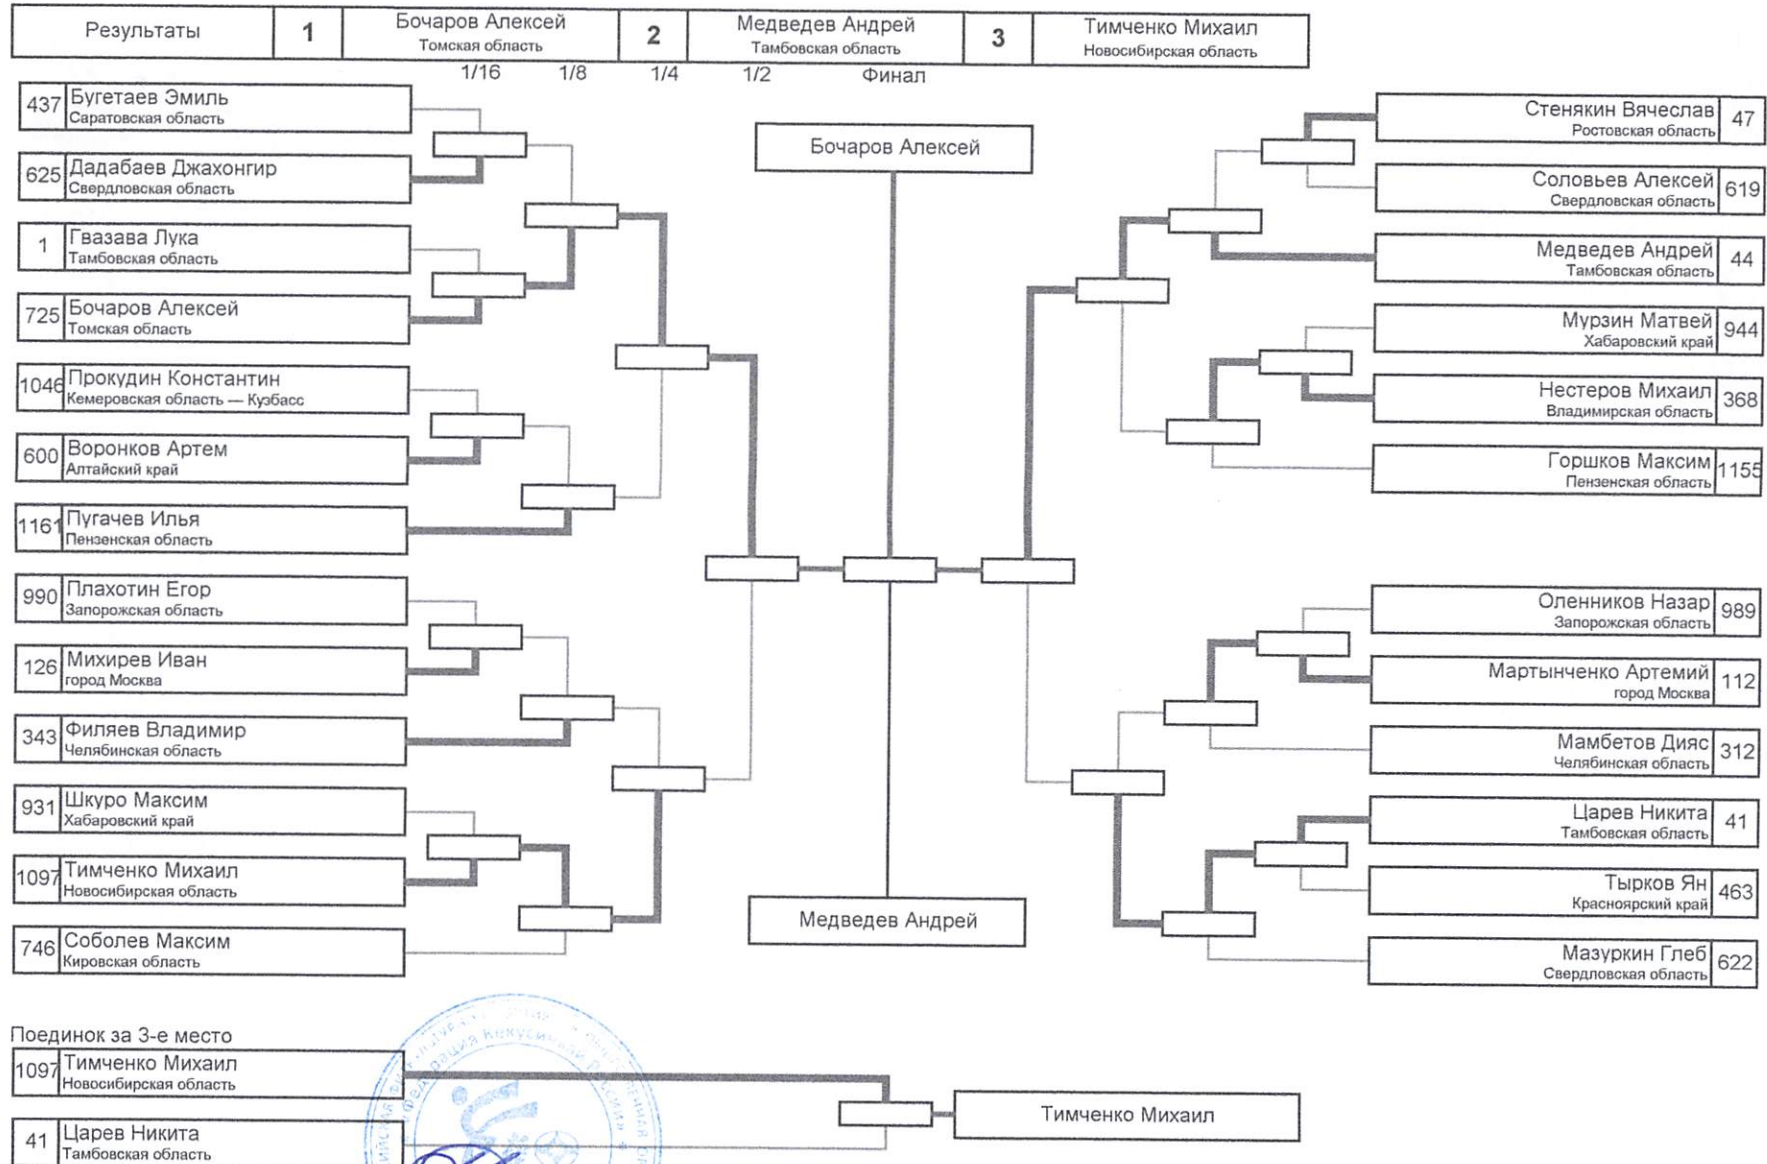 Результаты
1
Бочаров Алексей
Томская область
2
Медведев Андрей
Тамбовская область
3
Тимченко Михаил
Новосибирская область
1/16 1/8 1/4 1/2 Финал
437 Бугетаев Эмиль
Саратовская область
625 Дадабаев Джахонгир
Свердловская область
1 Гвазава Лука
Тамбовская область
725 Бочаров Алексей
Томская область
1046 Прокудин Константин
Кемеровская область — Кузбасс
600 Воронков Артем
Алтайский край
1161 Пугачев Илья
Пензенская область
990 Плахотин Егор
Запорожская область
126 Михирев Иван
город Москва
343 Филяев Владимир
Челябинская область
931 Шкуро Максим
Хабаровский край
1097 Тимченко Михаил
Новосибирская область
746 Соболев Максим
Кировская область
Бочаров Алексей
Медведев Андрей
Стенякин Вячеслав 47
Ростовская область
Соловьев Алексей 619
Свердловская область
Медведев Андрей 44
Тамбовская область
Мурзин Матвей 944
Хабаровский край
Нестеров Михаил 368
Владимирская область
Горшков Максим 1155
Пензенская область
Оленников Назар 989
Запорожская область
Мартынченко Артемий 112
город Москва
Мамбетов Дияс 312
Челябинская область
Царев Никита 41
Тамбовская область
Тырков Ян 463
Красноярский край
Мазуркин Глеб 622
Свердловская область
Поединок за 3-е место
1097 Тимченко Михаил
Новосибирская область
41 Царев Никита
Тамбовская область
Тимченко Михаил